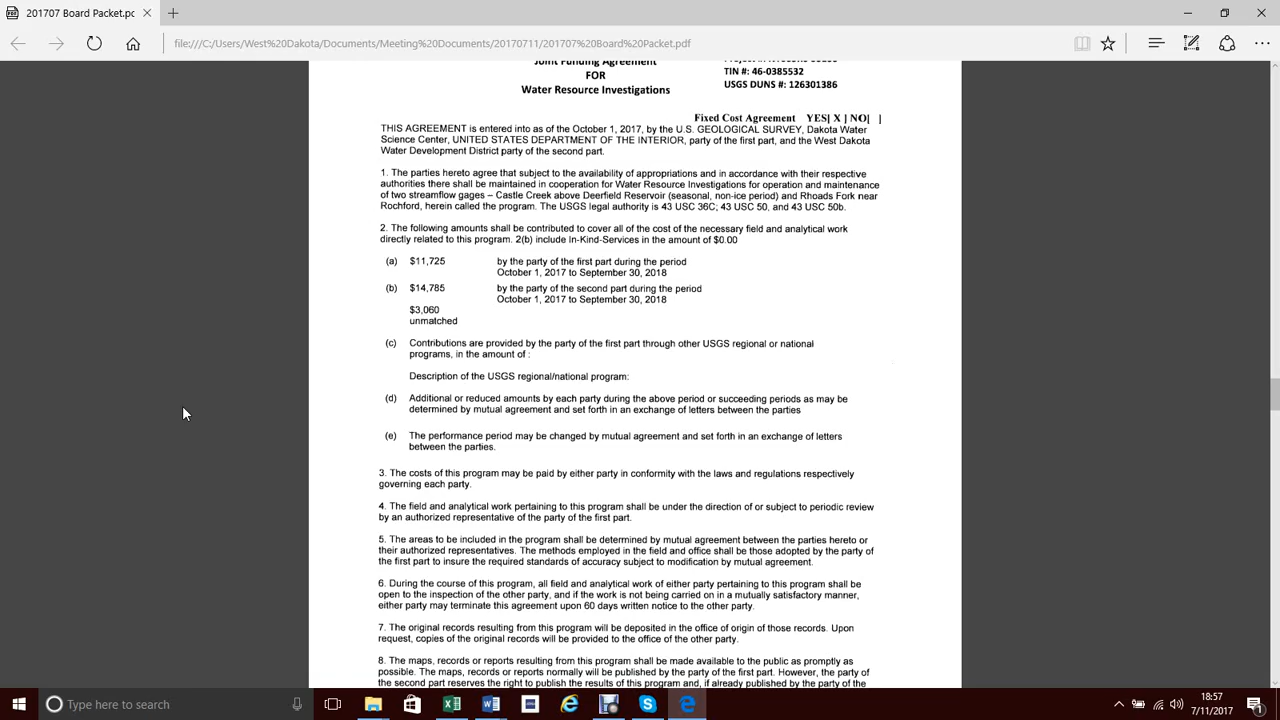 201707 Board Packet.pdf
file:///C:/Users/West%20Dakota/Documents/Meeting%20Documents/20170711/201707%20Board%20Packet.pdf
Joint Funding Agreement
FOR
Water Resource Investigations
TIN #: 46-0385532
USGS DUNS #: 126301386
Fixed Cost Agreement YES[ X ] NO[ ]
THIS AGREEMENT is entered into as of the October 1, 2017, by the U.S. GEOLOGICAL SURVEY, Dakota Water
Science Center, UNITED STATES DEPARTMENT OF THE INTERIOR, party of the first part, and the West Dakota
Water Development District party of the second part.
1. The parties hereto agree that subject to the availability of appropriations and in accordance with their respective
authorities there shall be maintained in cooperation for Water Resource Investigations for operation and maintenance
of two streamflow gages – Castle Creek above Deerfield Reservoir (seasonal, non-ice period) and Rhoads Fork near
Rochford, herein called the program. The USGS legal authority is 43 USC 36C; 43 USC 50, and 43 USC 50b.
2. The following amounts shall be contributed to cover all of the cost of the necessary field and analytical work
directly related to this program. 2(b) include In-Kind-Services in the amount of $0.00
(a) $11,725 by the party of the first part during the period
October 1, 2017 to September 30, 2018
(b) $14,785 by the party of the second part during the period
October 1, 2017 to September 30, 2018
$3,060
unmatched
(c) Contributions are provided by the party of the first part through other USGS regional or national
programs, in the amount of :
Description of the USGS regional/national program:
(d) Additional or reduced amounts by each party during the above period or succeeding periods as may be
determined by mutual agreement and set forth in an exchange of letters between the parties
(e) The performance period may be changed by mutual agreement and set forth in an exchange of letters
between the parties.
3. The costs of this program may be paid by either party in conformity with the laws and regulations respectively
governing each party.
4. The field and analytical work pertaining to this program shall be under the direction of or subject to periodic review
by an authorized representative of the party of the first part.
5. The areas to be included in the program shall be determined by mutual agreement between the parties hereto or
their authorized representatives. The methods employed in the field and office shall be those adopted by the party of
the first part to insure the required standards of accuracy subject to modification by mutual agreement.
6. During the course of this program, all field and analytical work of either party pertaining to this program shall be
open to the inspection of the other party, and if the work is not being carried on in a mutually satisfactory manner,
either party may terminate this agreement upon 60 days written notice to the other party.
7. The original records resulting from this program will be deposited in the office of origin of those records. Upon
request, copies of the original records will be provided to the office of the other party.
8. The maps, records or reports resulting from this program shall be made available to the public as promptly as
possible. The maps, records or reports normally will be published by the party of the first part. However, the party of
the second part reserves the right to publish the results of this program and, if already published by the party of the
Type here to search
18:57
7/11/2017